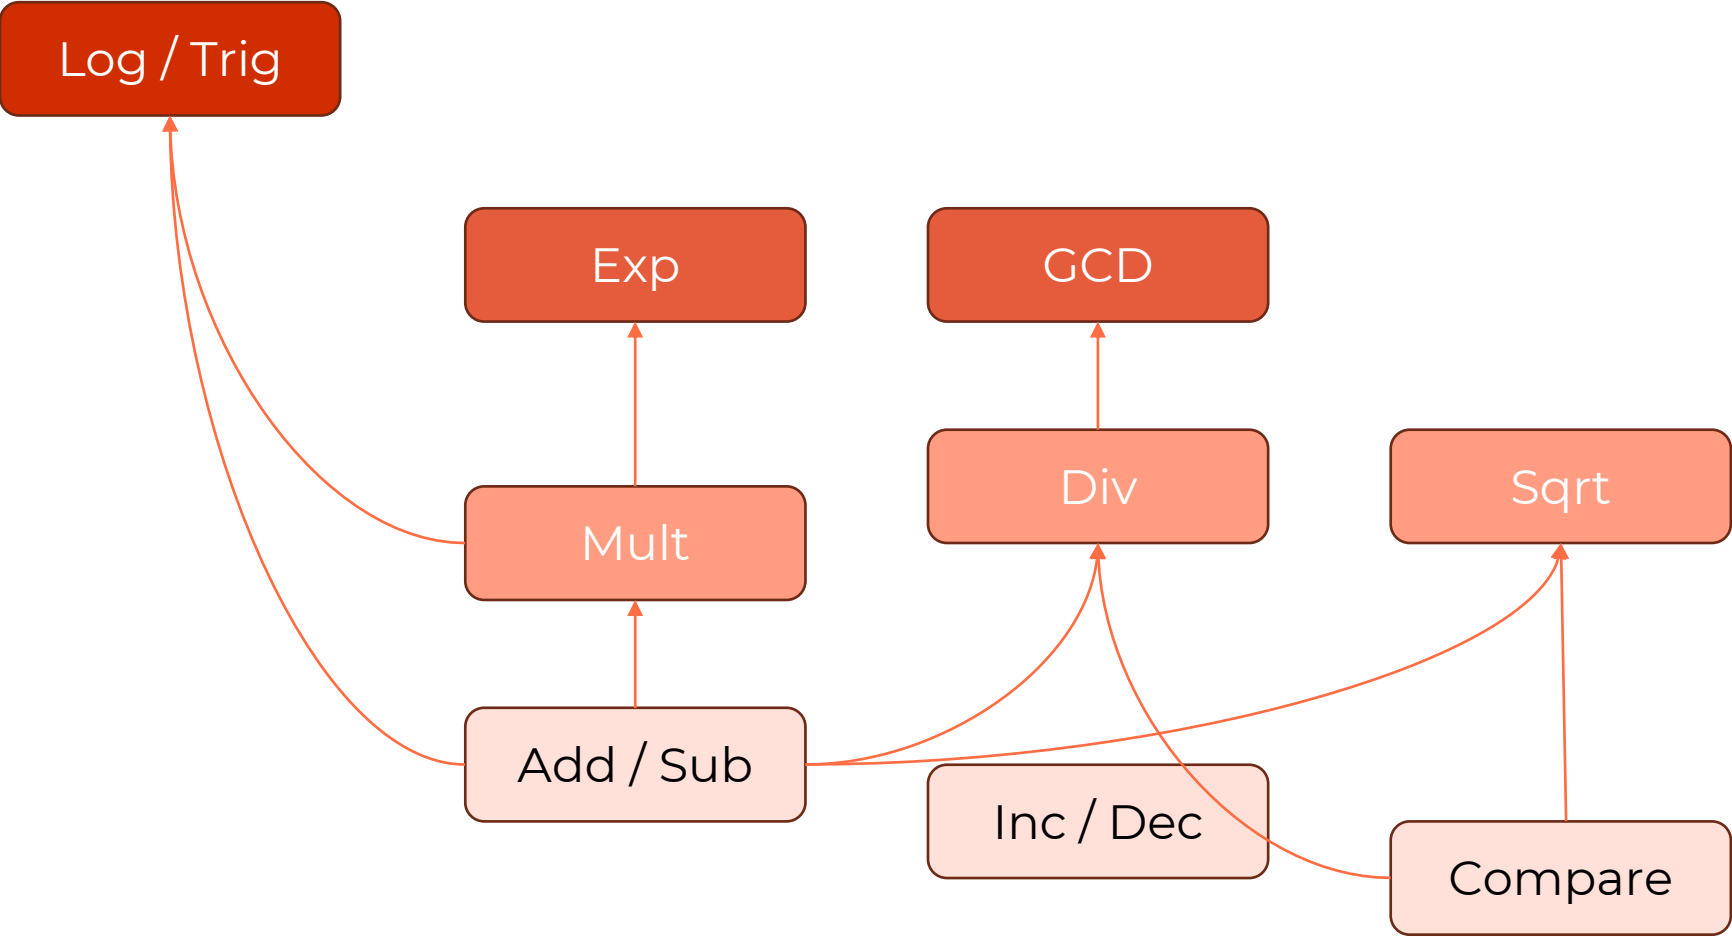 Log / Trig
Exp
GCD
Div
Sqrt
Mult
Add / Sub
Inc / Dec
Compare